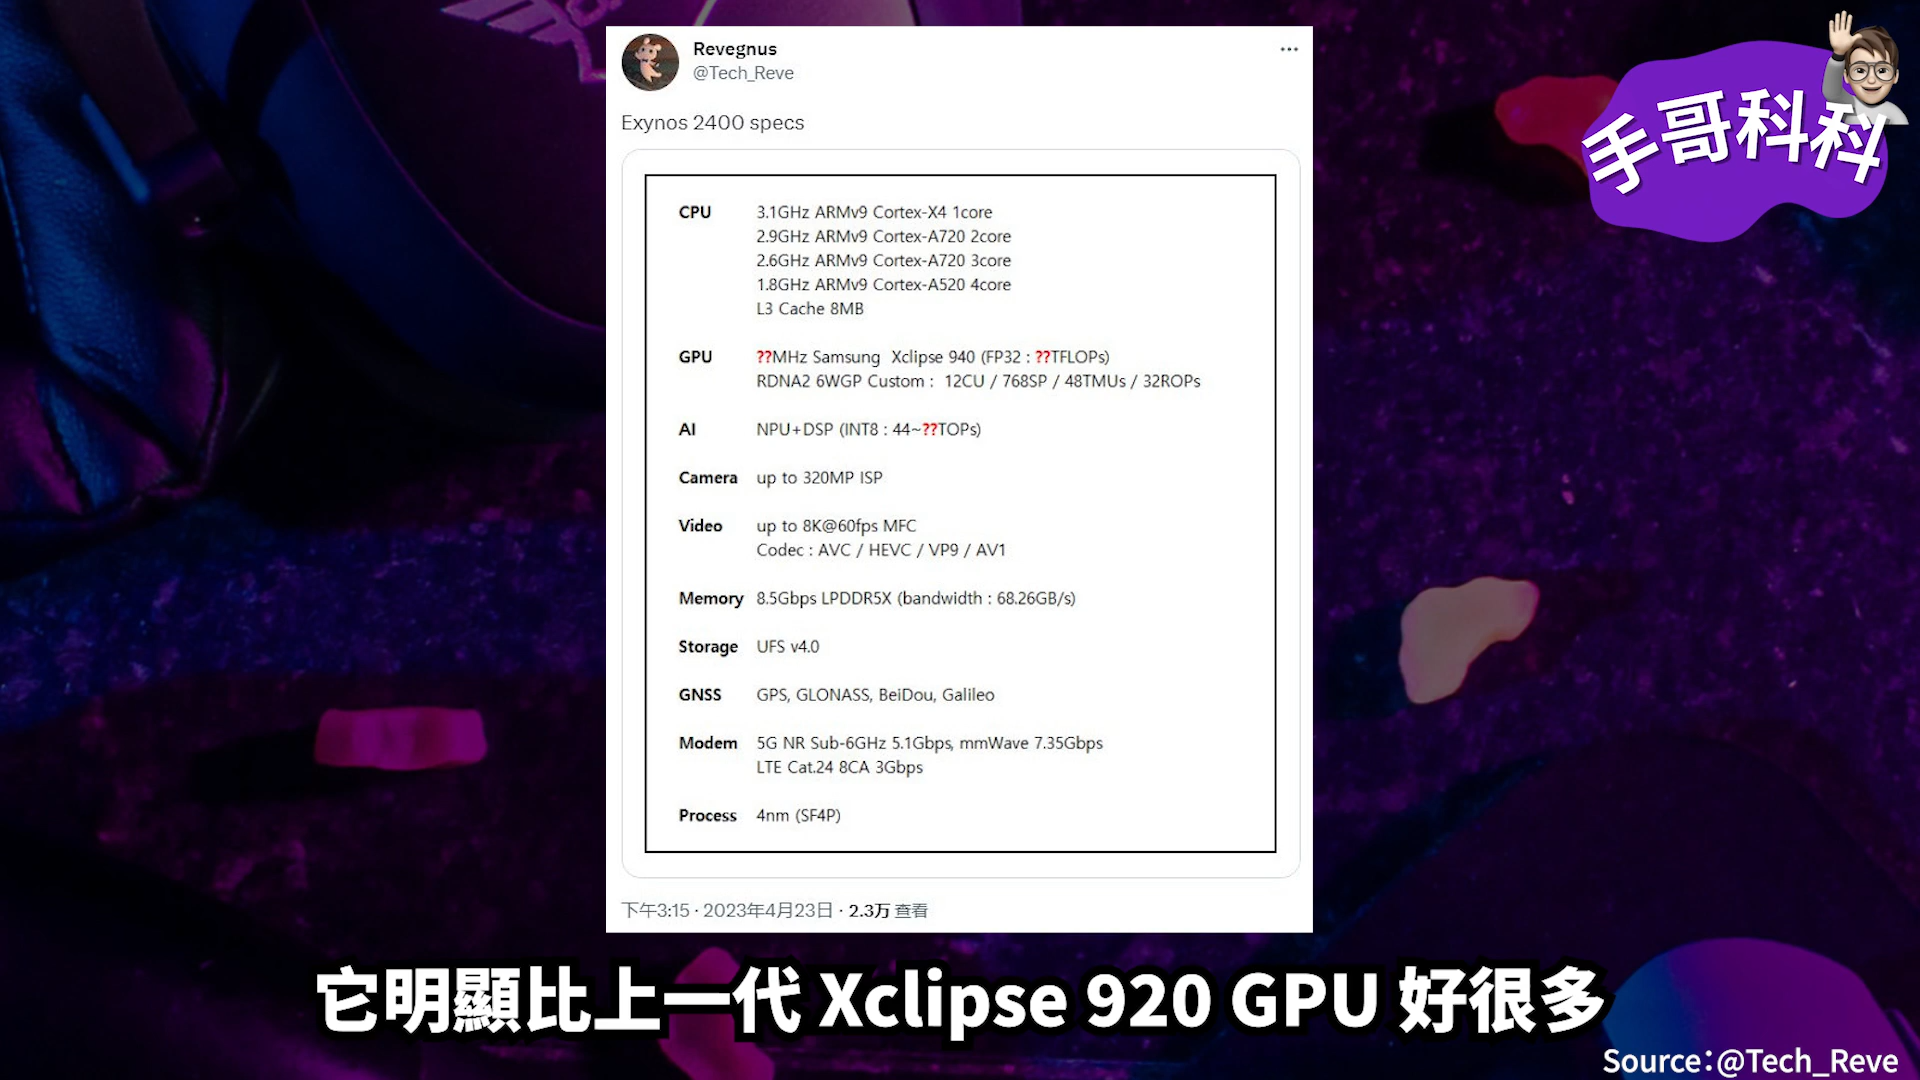 Revegnus
@Tech_Reve
手哥科科
Exynos 2400 specs
CPU 3.1GHz ARMv9 Cortex-X4 1core
2.9GHz ARMv9 Cortex-A720 2core
2.6GHz ARMv9 Cortex-A720 3core
1.8GHz ARMv9 Cortex-A520 4core
L3 Cache 8MB
GPU ??MHz Samsung Xclipse 940 (FP32 : ??TFLOPs)
RDNA2 6WGP Custom : 12CU / 768SP / 48TMUs / 32ROPs
AI NPU+DSP (INT8 : 44~??TOPs)
Camera up to 320MP ISP
Video up to 8K@60fps MFC
Codec : AVC / HEVC / VP9 / AV1
Memory 8.5Gbps LPDDR5X (bandwidth : 68.26GB/s)
Storage UFS v4.0
GNSS GPS, GLONASS, BeiDou, Galileo
Modem 5G NR Sub-6GHz 5.1Gbps, mmWave 7.35Gbps
LTE Cat.24 8CA 3Gbps
Process 4nm (SF4P)
下午3:15 · 2023年4月23日 · 2.3万 查看
它明顯比上一代 Xclipse 920 GPU 好很多
Source：@Tech_Reve